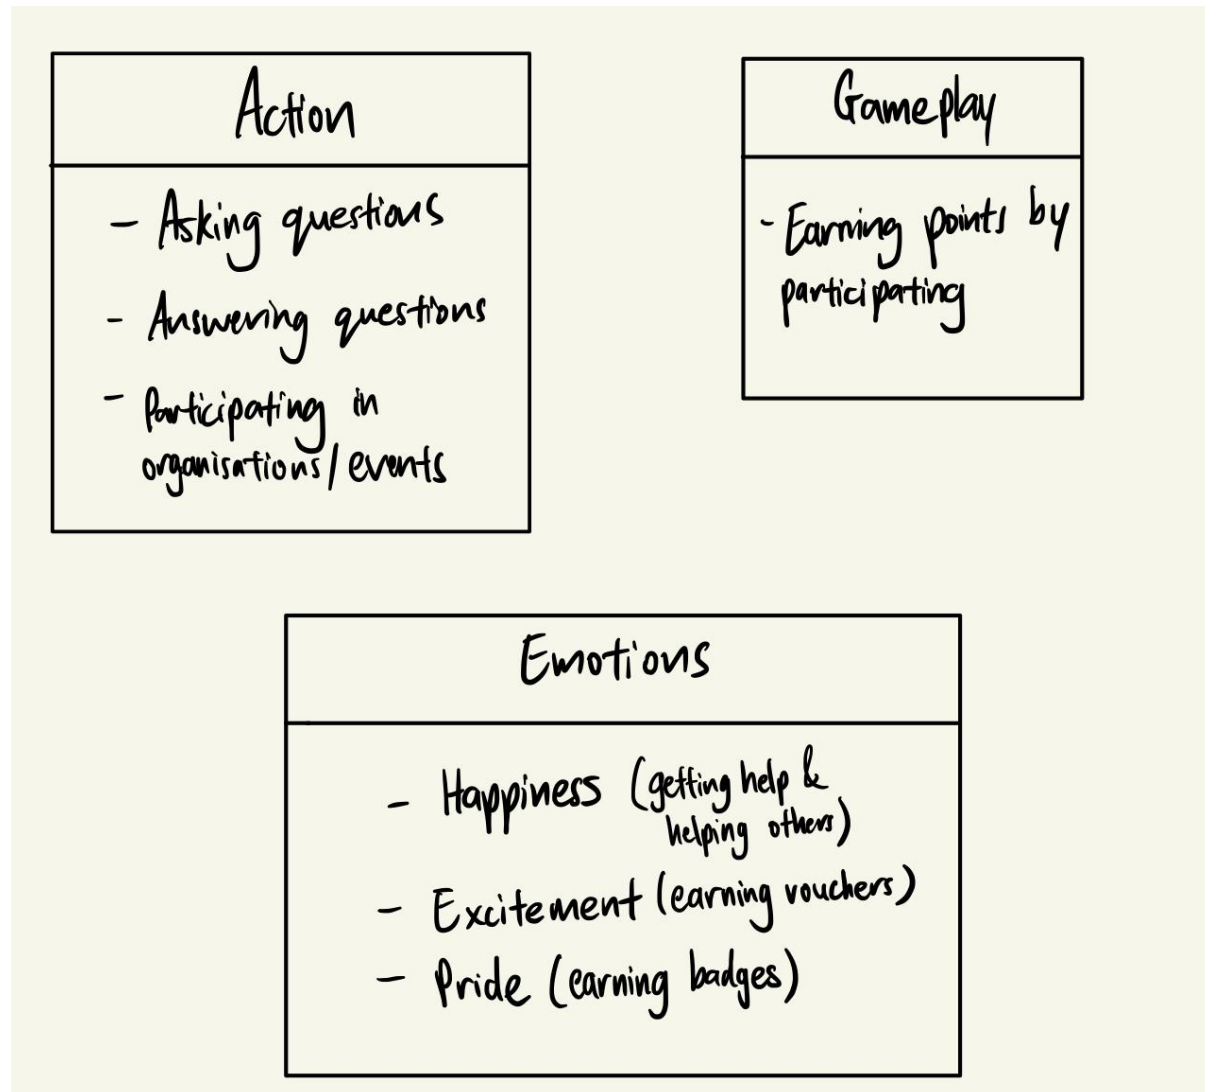 Action
- Asking questions
- Answering questions
- Participating in
organisations/events
Gameplay
- Earning points by
participating
Emotions
- Happiness (getting help &
helping others)
- Excitement (earning vouchers)
- Pride (earning badges)